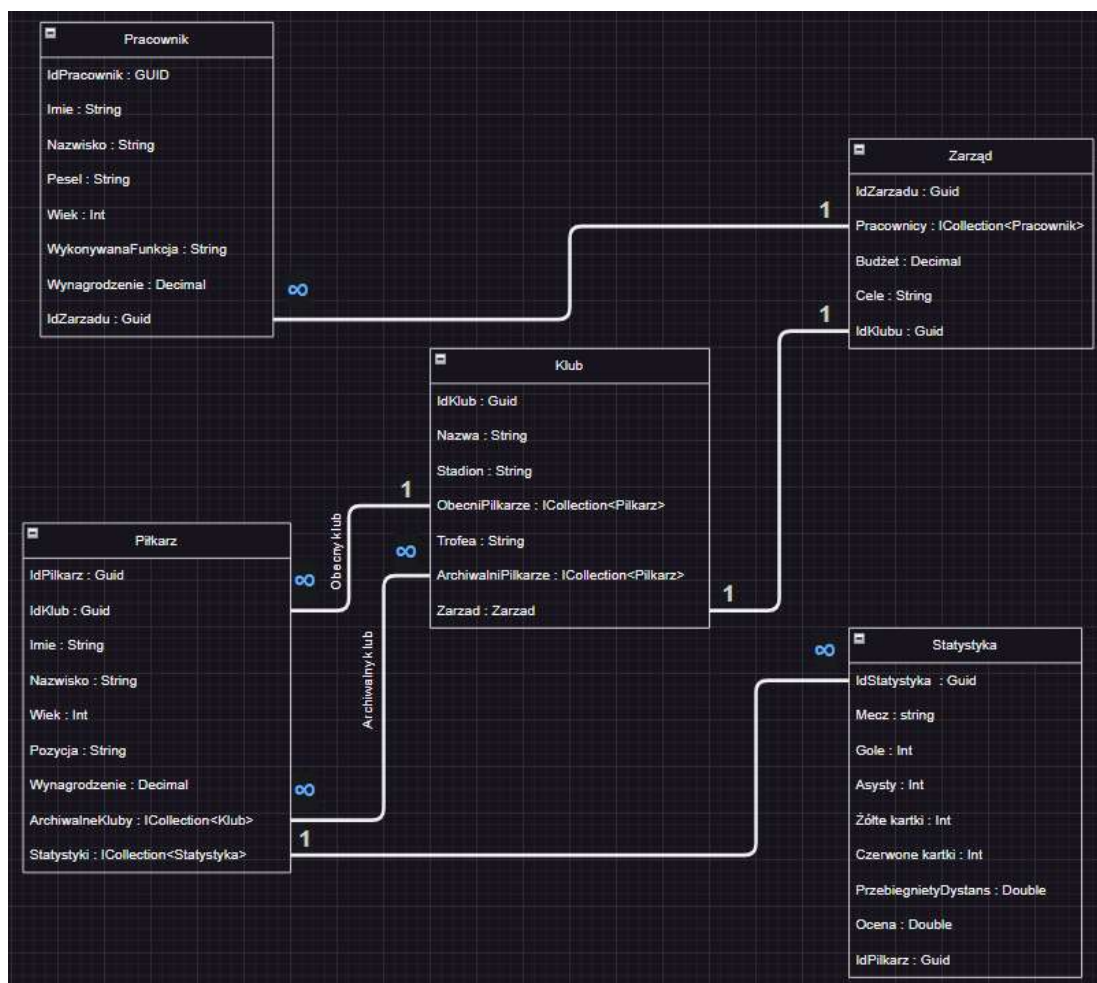 Pracownik
IdPracownik : GUID
Imie : String
Nazwisko : String
Pesel : String
Wiek : Int
WykonywanaFunkcja : String
Wynagrodzenie : Decimal
IdZarzadu : Guid
∞
Zarząd
IdZarzadu : Guid
1
Pracownicy : ICollection<Pracownik>
Budżet : Decimal
Cele : String
1
IdKlubu : Guid
Klub
IdKlub : Guid
Nazwa : String
Stadion : String
1
ObecniPilkarze : ICollection<Pilkarz>
Trofea : String
∞
ArchiwalniPilkarze : ICollection<Pilkarz>
Zarzad : Zarzad
1
Obecny klub
Archiwalny klub
Piłkarz
IdPilkarz : Guid
∞
IdKlub : Guid
Imie : String
Nazwisko : String
Wiek : Int
Pozycja : String
Wynagrodzenie : Decimal
∞
ArchiwalneKluby : ICollection<Klub>
1
Statystyki : ICollection<Statystyka>
∞
Statystyka
IdStatystyka : Guid
Mecz : string
Gole : Int
Asysty : Int
Żółte kartki : Int
Czerwone kartki : Int
PrzebiegnietyDystans : Double
Ocena : Double
IdPilkarz : Guid